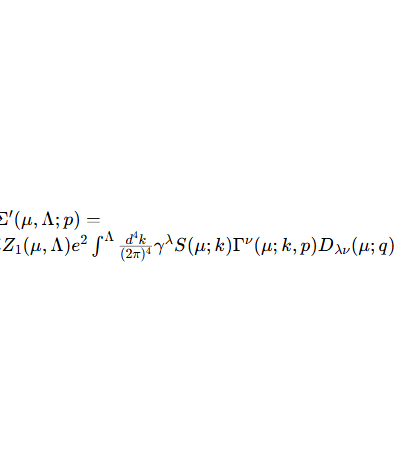 Σ′(μ, Λ; p) =
Z₁(μ, Λ)e² ∫^Λ d⁴k/(2π)⁴ γ^λ S(μ; k)Γ^ν(μ; k, p)D_λν(μ; q)